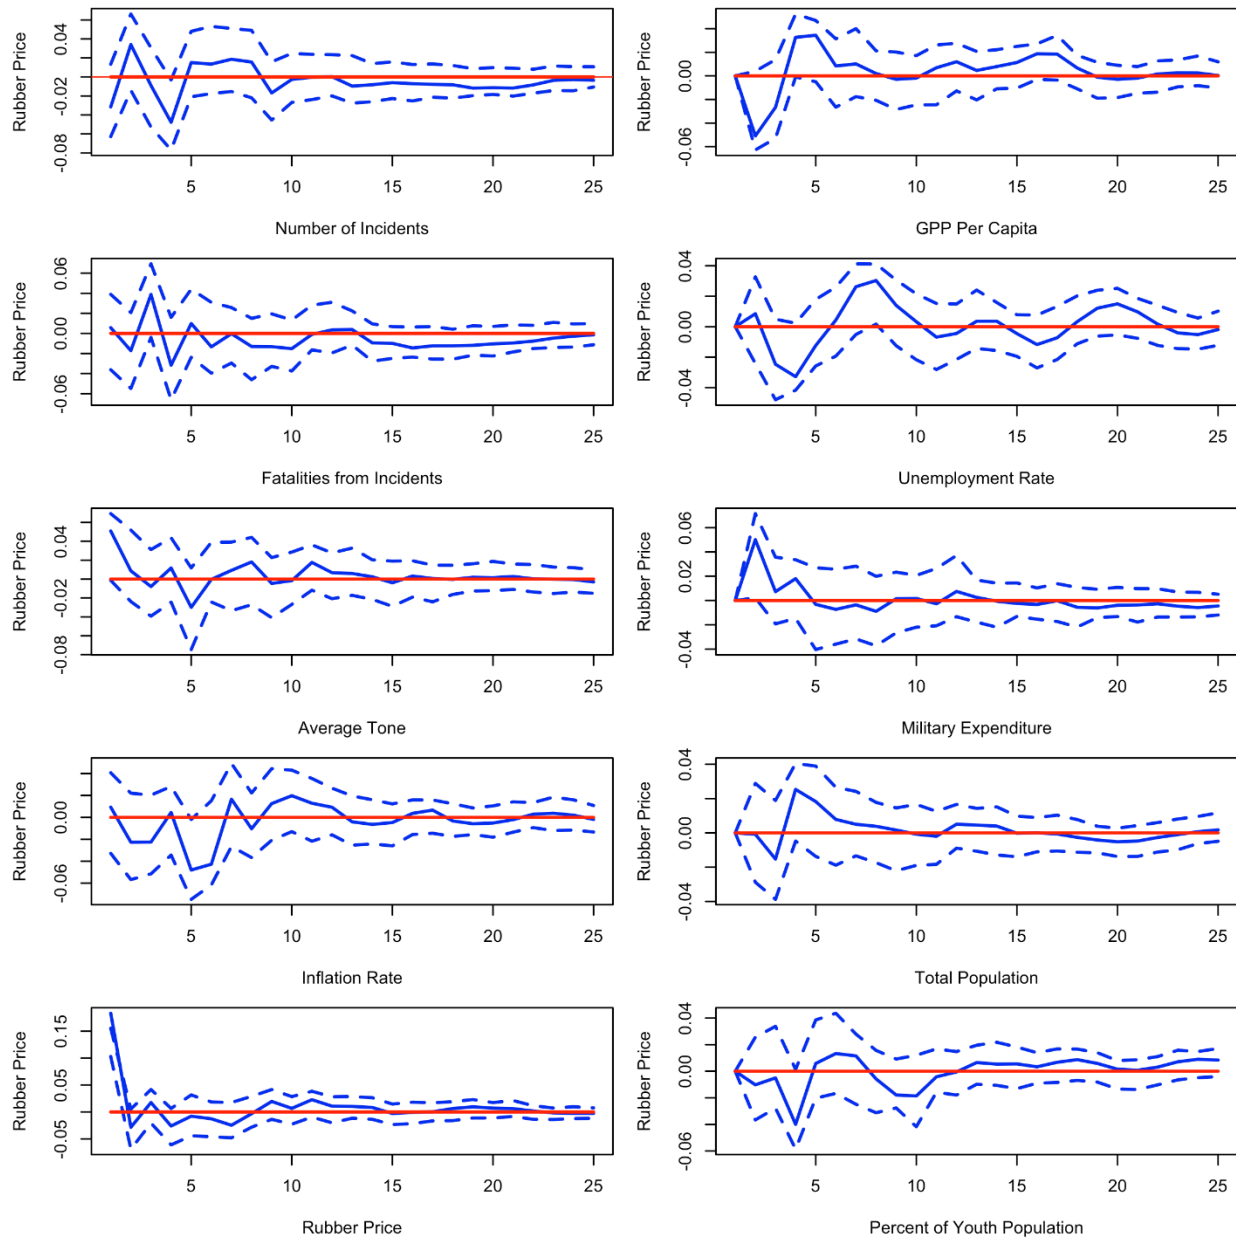 Rubber Price
0.04
-0.02
-0.08
5 10 15 20 25
Number of Incidents
Rubber Price
0.00
-0.06
5 10 15 20 25
GPP Per Capita
Rubber Price
0.06
0.00
-0.06
5 10 15 20 25
Fatalities from Incidents
Rubber Price
0.04
0.00
-0.04
5 10 15 20 25
Unemployment Rate
Rubber Price
0.04
-0.02
-0.08
5 10 15 20 25
Average Tone
Rubber Price
0.06
0.02
-0.04
5 10 15 20 25
Military Expenditure
Rubber Price
0.00
-0.06
5 10 15 20 25
Inflation Rate
Rubber Price
0.04
0.00
-0.04
5 10 15 20 25
Total Population
Rubber Price
0.15
0.05
-0.05
5 10 15 20 25
Rubber Price
Rubber Price
0.04
0.00
-0.06
5 10 15 20 25
Percent of Youth Population